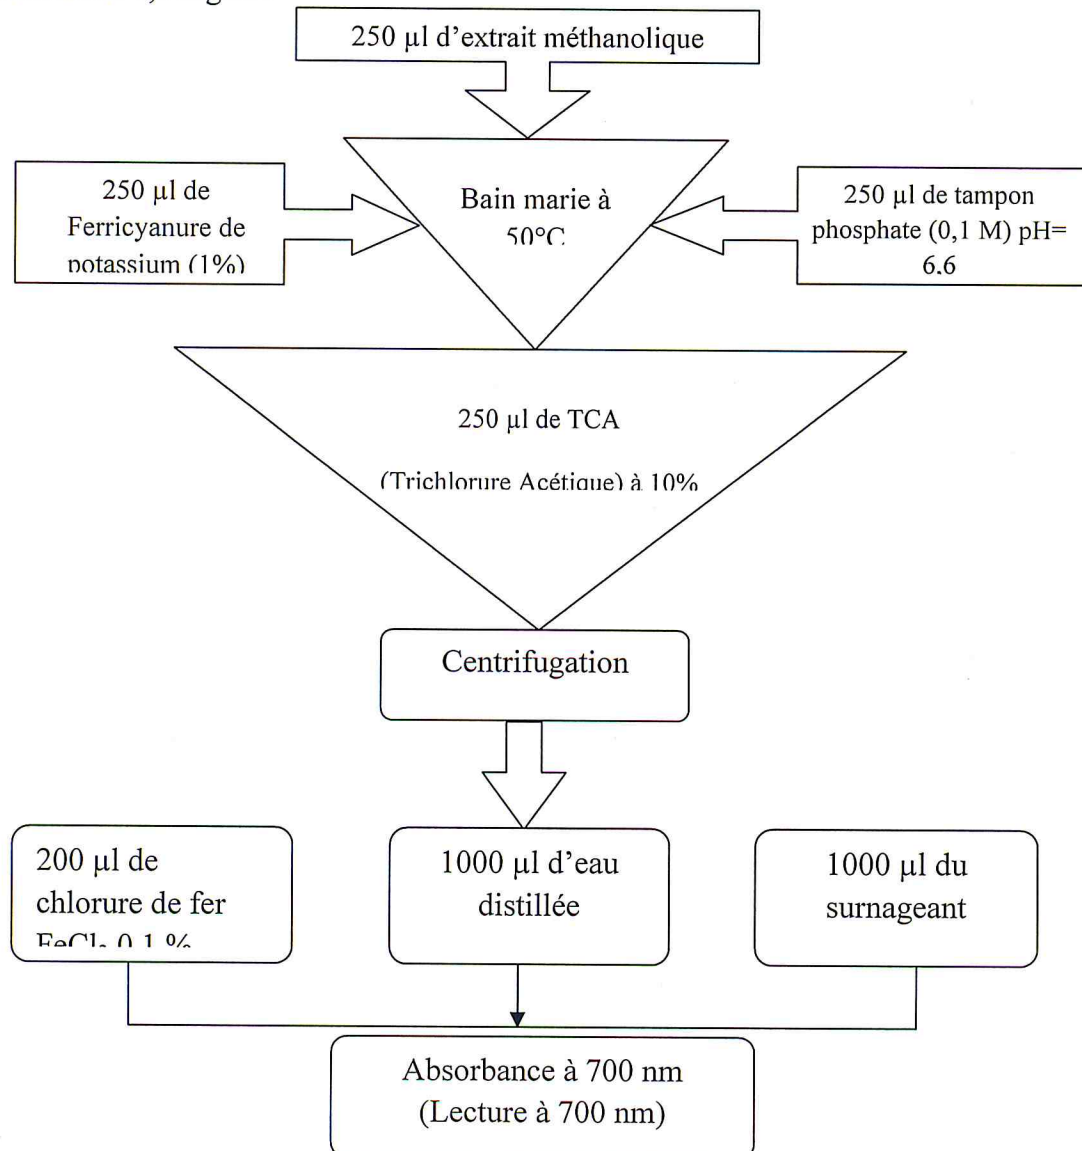 250 µl d'extrait méthanolique
250 µl de
Ferricyanure de
potassium (1%)
Bain marie à
50°C
250 µl de tampon
phosphate (0,1 M) pH=
6.6
250 µl de TCA
(Trichlorure Acétique) à 10%
Centrifugation
200 µl de
chlorure de fer
0.1 %
1000 µl d'eau
distillée
1000 µl du
surnageant
Absorbance à 700 nm
(Lecture à 700 nm)